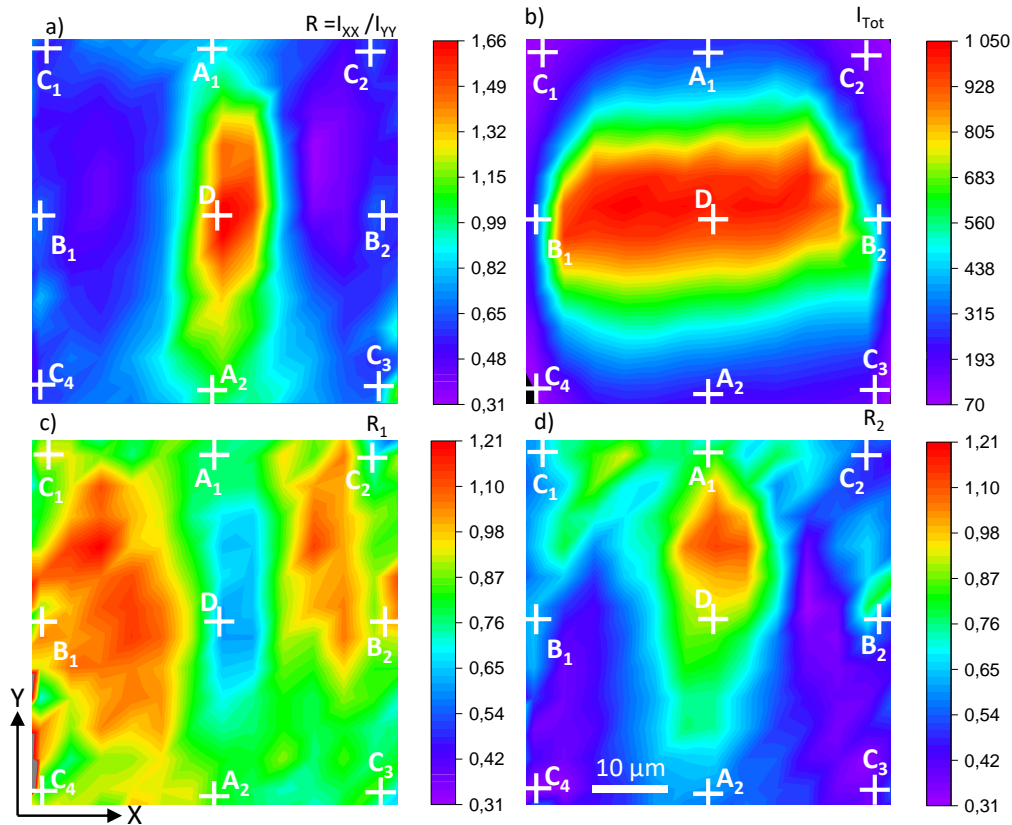 a)
R =I_XX /I_YY
C₁
A₁
C₂
D
B₁
B₂
C₄
A₂
C₃
1,66
1,49
1,32
1,15
0,99
0,82
0,65
0,48
0,31
b)
I_Tot
C₁
A₁
C₂
D
B₁
B₂
C₄
A₂
C₃
1 050
928
805
683
560
438
315
193
70
c)
R₁
C₁
A₁
C₂
D
B₁
B₂
C₄
A₂
C₃
Y
X
1,21
1,10
0,98
0,87
0,76
0,65
0,54
0,42
0,31
d)
R₂
C₁
A₁
C₂
D
B₁
B₂
C₄
A₂
C₃
10 µm
1,21
1,10
0,98
0,87
0,76
0,65
0,54
0,42
0,31